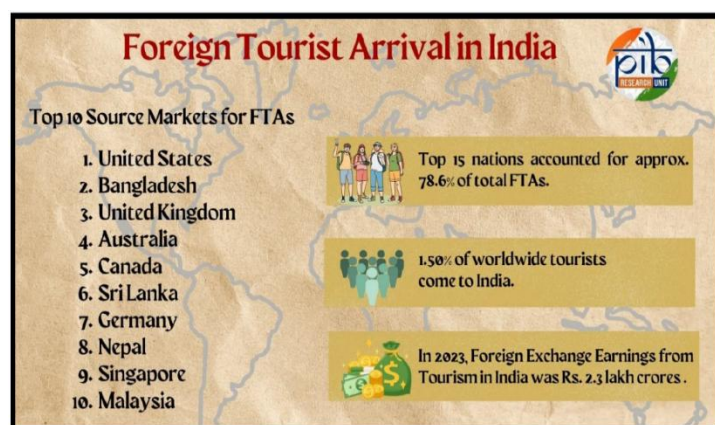 Foreign Tourist Arrival in India
pib
RESEARCH UNIT
Top 10 Source Markets for FTAs
1. United States
2. Bangladesh
3. United Kingdom
4. Australia
5. Canada
6. Sri Lanka
7. Germany
8. Nepal
9. Singapore
10. Malaysia
Top 15 nations accounted for approx.
78.6% of total FTAs.
1.50% of worldwide tourists
come to India.
In 2023, Foreign Exchange Earnings from
Tourism in India was Rs. 2.3 lakh crores .